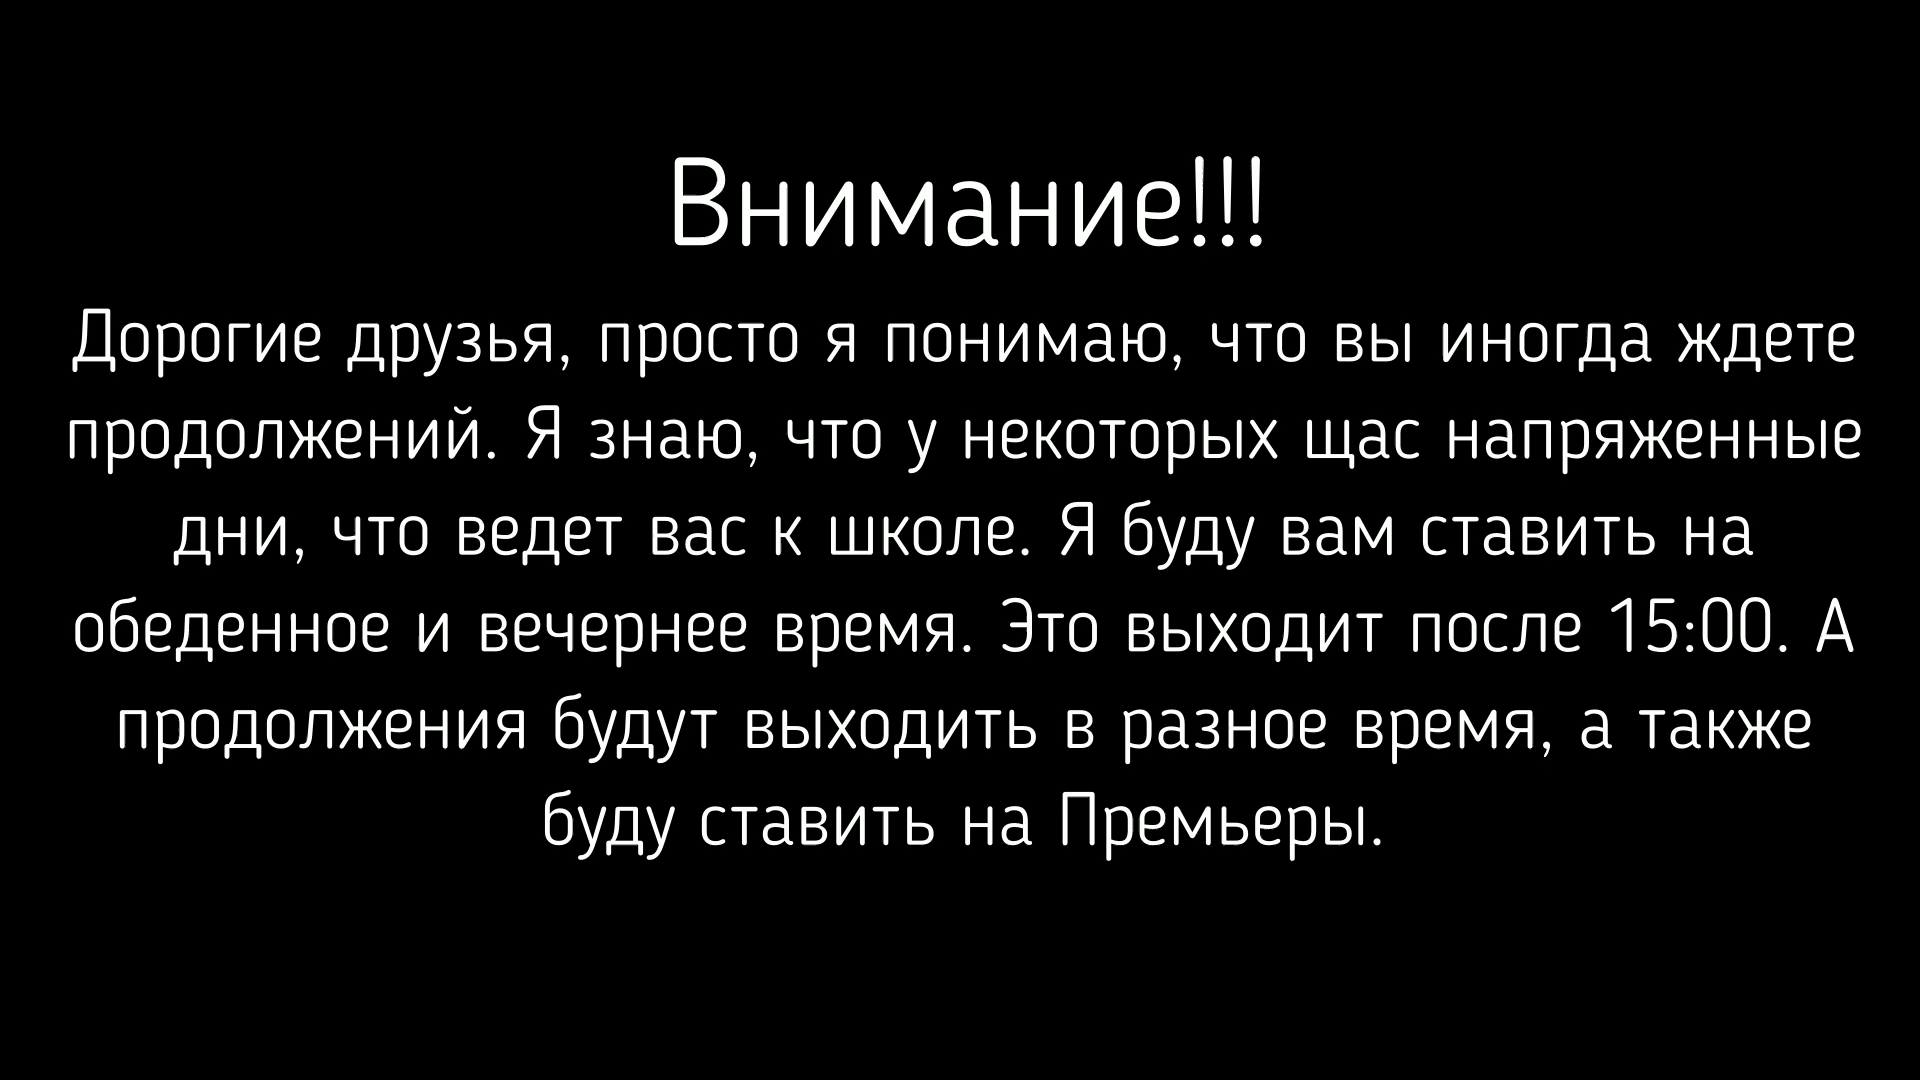 Внимание!!!
Дорогие друзья, просто я понимаю, что вы иногда ждете
продолжений. Я знаю, что у некоторых щас напряженные
дни, что ведет вас к школе. Я буду вам ставить на
обеденное и вечернее время. Это выходит после 15:00. А
продолжения будут выходить в разное время, а также
буду ставить на Премьеры.